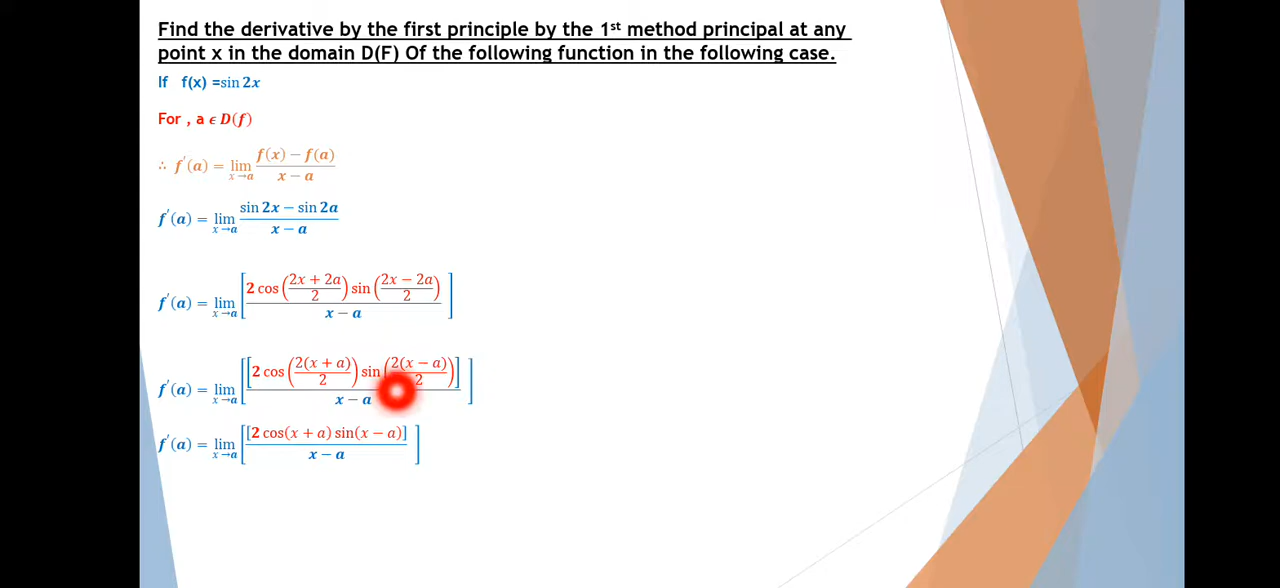 Find the derivative by the first principle by the 1st method principal at any
point x in the domain D(F) Of the following function in the following case.
If f(x) =sin 2x
For , a ϵ D(f)
∴ f′(a) = lim x→a (f(x) − f(a))/(x − a)
f′(a) = lim x→a (sin 2x − sin 2a)/(x − a)
f′(a) = lim x→a [2 cos((2x + 2a)/2) sin((2x − 2a)/2)/(x − a)]
f′(a) = lim x→a [[2 cos(2(x + a)/2) sin(2(x − a)/2)]/(x − a)]
f′(a) = lim x→a [[2 cos(x + a) sin(x − a)]/(x − a)]